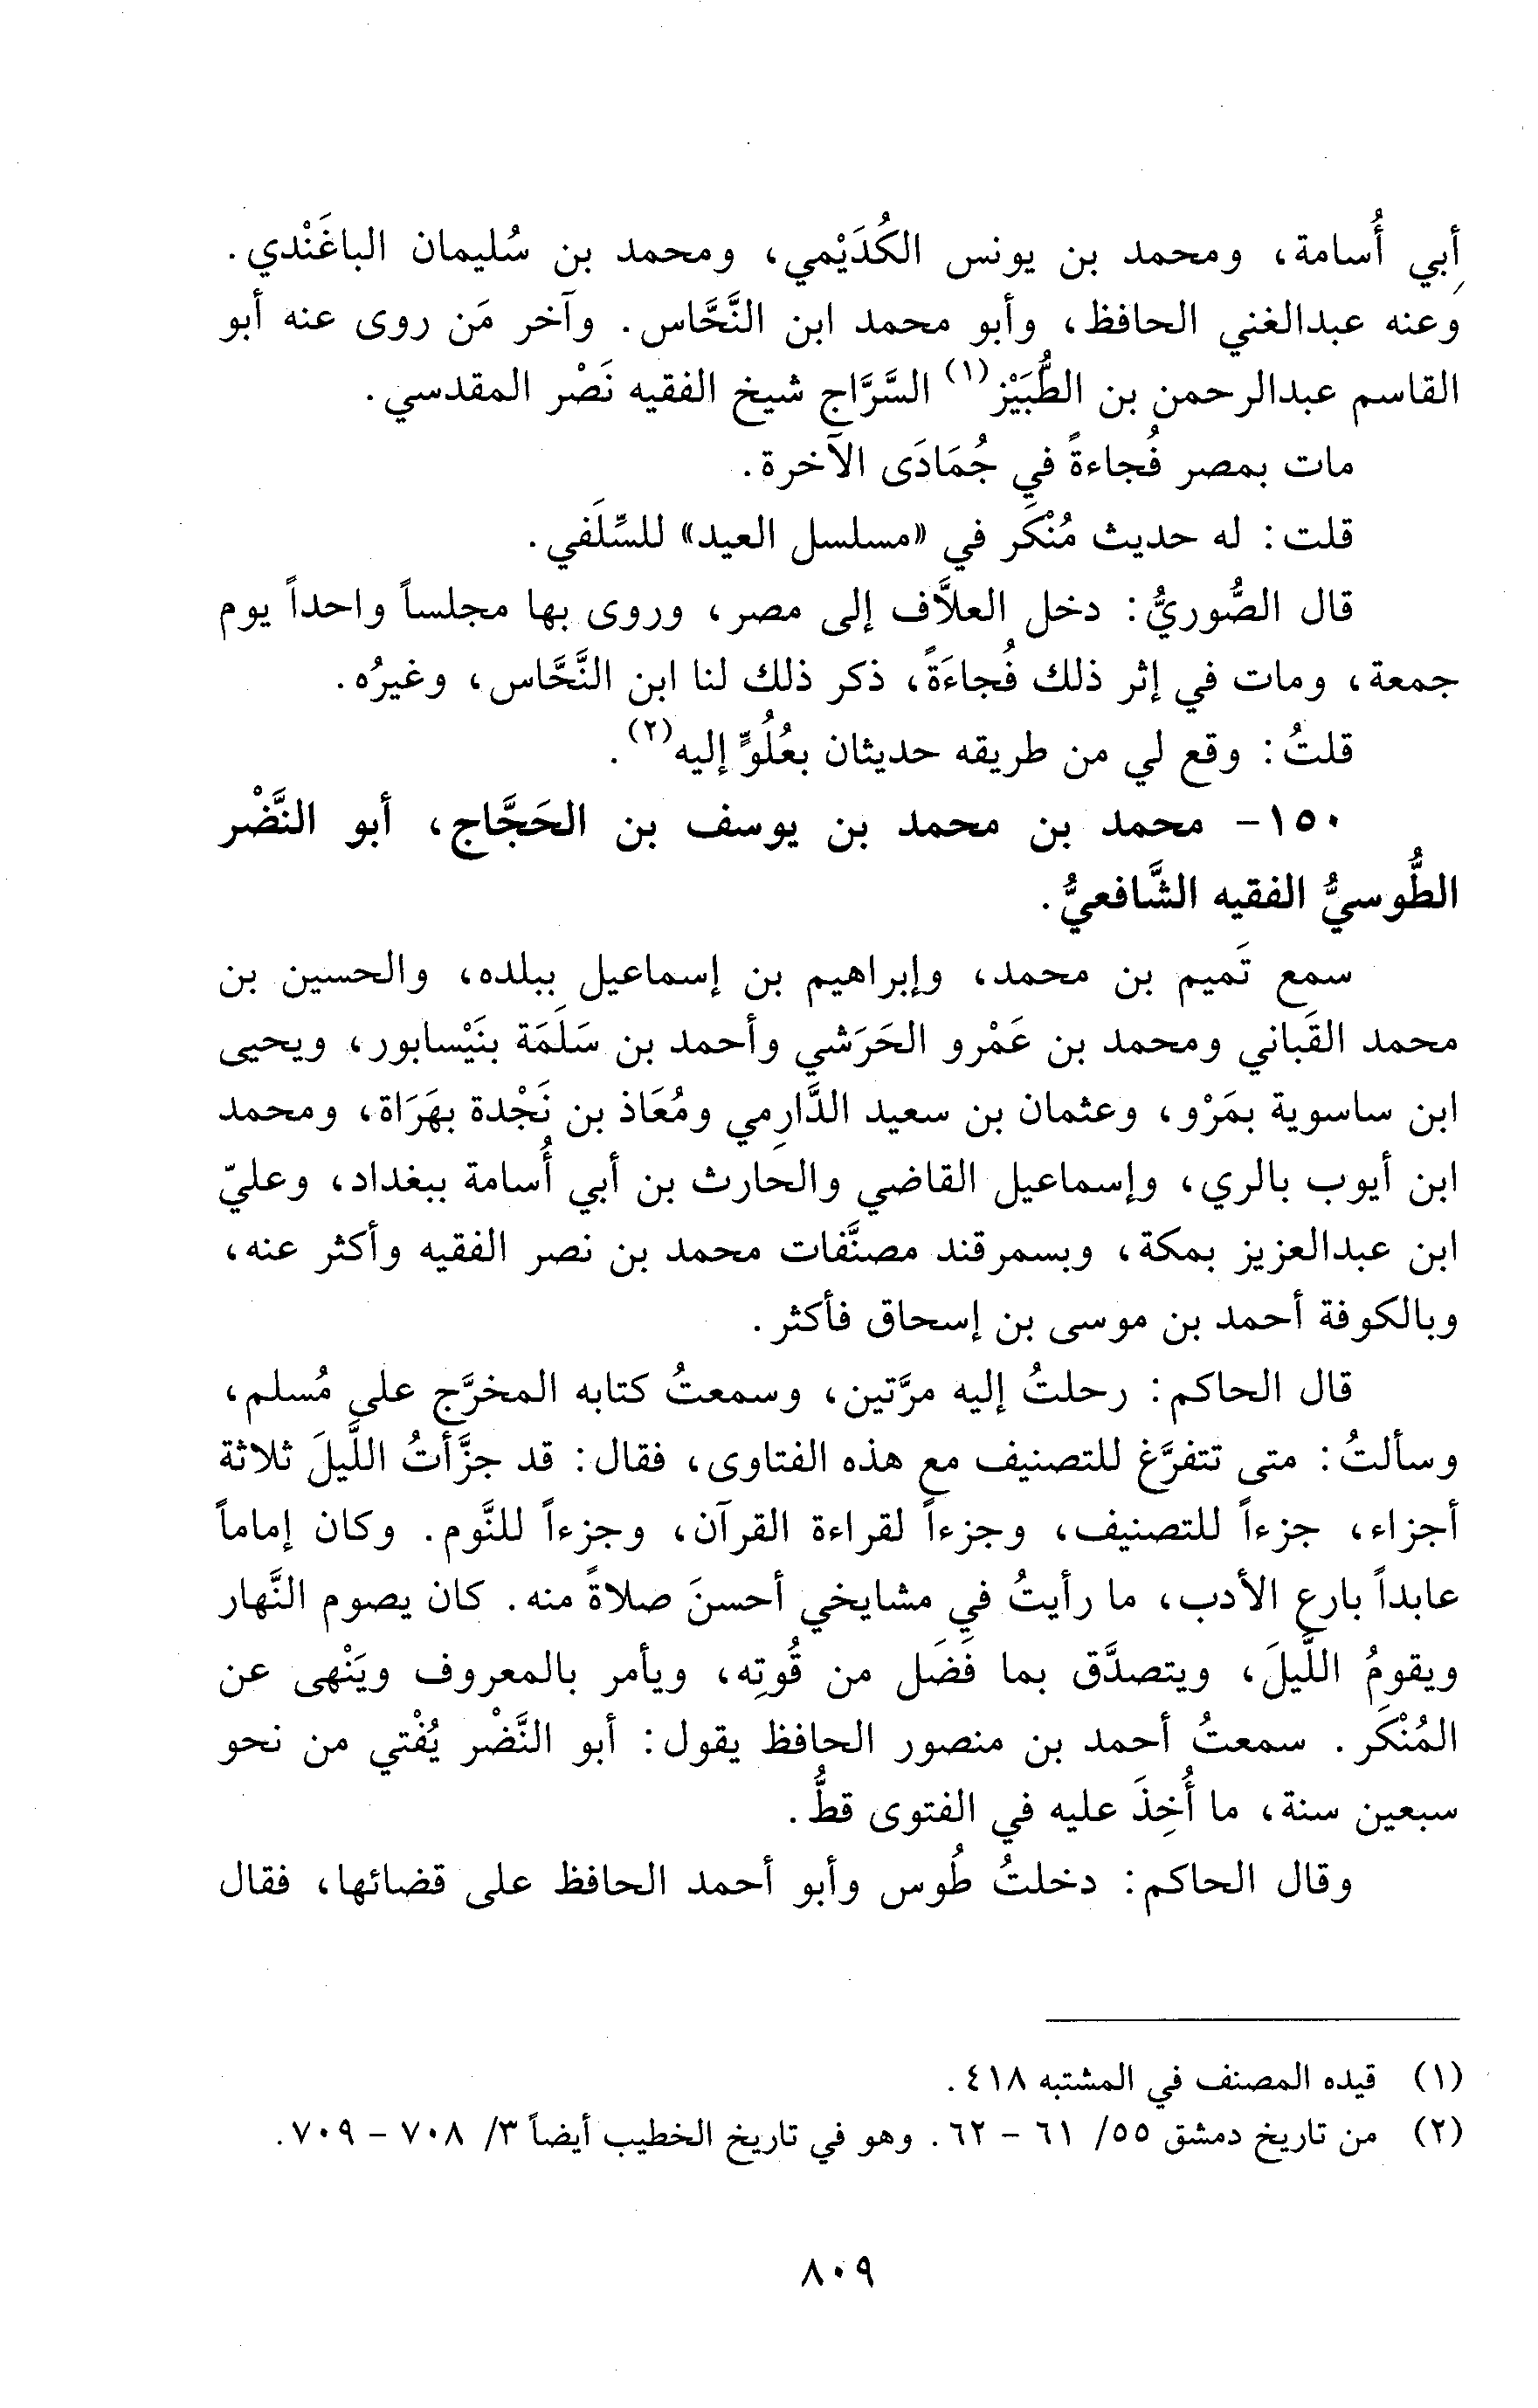 أبي أُسامة، ومحمد بن يونس الكُدَيْمي، ومحمد بن سُليمان الباغَنْدي.
وعنه عبدالغني الحافظ، وأبو محمد ابن النَّحَّاس. وآخر مَن روى عنه أبو
القاسم عبدالرحمن بن الطُّبَيْز(١) السَّرَّاج شيخ الفقيه نَصْر المقدسي.
مات بمصر فُجاءةً في جُمَادَى الآخرة.
قلت: له حديث مُنْكَر في «مسلسل العيد» للسِّلَفي.
قال الصُّوريُّ: دخل العلاَّف إلى مصر، وروى بها مجلساً واحداً يوم
جمعة، ومات في إثر ذلك فُجاءَةً، ذكر ذلك لنا ابن النَّحَّاس، وغيرُه.
قلتُ: وقع لي من طريقه حديثان بعُلُوٍّ إليه(٢).
١٥٠- محمد بن محمد بن يوسف بن الحَجَّاج، أبو النَّضْر
الطُّوسيُّ الفقيه الشَّافعيُّ.
سمع تَميم بن محمد، وإبراهيم بن إسماعيل ببلده، والحسين بن
محمد القَباني ومحمد بن عَمْرو الحَرَشي وأحمد بن سَلَمَة بنَيْسابور، ويحيى
ابن ساسوية بمَرْو، وعثمان بن سعيد الدَّارِمي ومُعَاذ بن نَجْدة بهَرَاة، ومحمد
ابن أيوب بالري، وإسماعيل القاضي والحارث بن أبي أُسامة ببغداد، وعليّ
ابن عبدالعزيز بمكة، وبسمرقند مصنَّفات محمد بن نصر الفقيه وأكثر عنه،
وبالكوفة أحمد بن موسى بن إسحاق فأكثر.
قال الحاكم: رحلتُ إليه مرَّتين، وسمعتُ كتابه المخرَّج على مُسلم،
وسألتُ: متى تتفرَّغ للتصنيف مع هذه الفتاوى، فقال: قد جزَّأتُ اللَّيلَ ثلاثة
أجزاء، جزءاً للتصنيف، وجزءاً لقراءة القرآن، وجزءاً للنَّوم. وكان إماماً
عابداً بارع الأدب، ما رأيتُ في مشايخي أحسنَ صلاةً منه. كان يصوم النَّهار
ويقومُ اللَّيلَ، ويتصدَّق بما فَضَل من قُوتِه، ويأمر بالمعروف ويَنْهى عن
المُنْكَر. سمعتُ أحمد بن منصور الحافظ يقول: أبو النَّضْر يُفْتي من نحو
سبعين سنة، ما أُخِذَ عليه في الفتوى قطُّ.
وقال الحاكم: دخلتُ طُوس وأبو أحمد الحافظ على قضائها، فقال
(١) قيده المصنف في المشتبه ٤١٨.
(٢) من تاريخ دمشق ٥٥/ ٦١ - ٦٢. وهو في تاريخ الخطيب أيضاً ٣/ ٧٠٨ - ٧٠٩.
٨٠٩